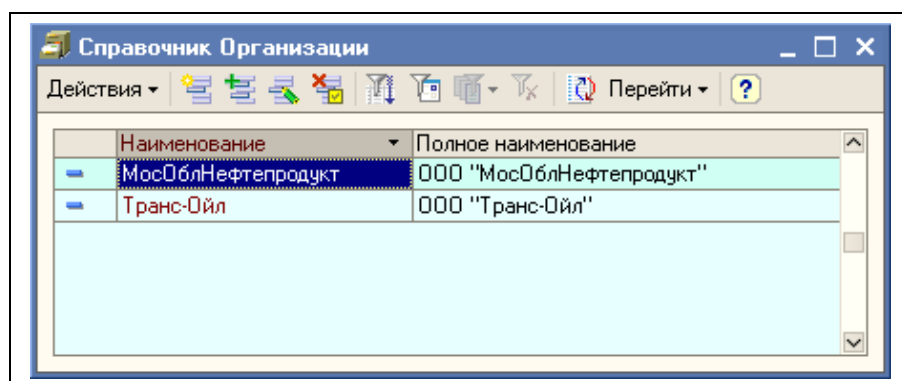 Справочник Организации
Действия Перейти ?
Наименование Полное наименование
МосОблНефтепродукт ООО "МосОблНефтепродукт"
Транс-Ойл ООО "Транс-Ойл"